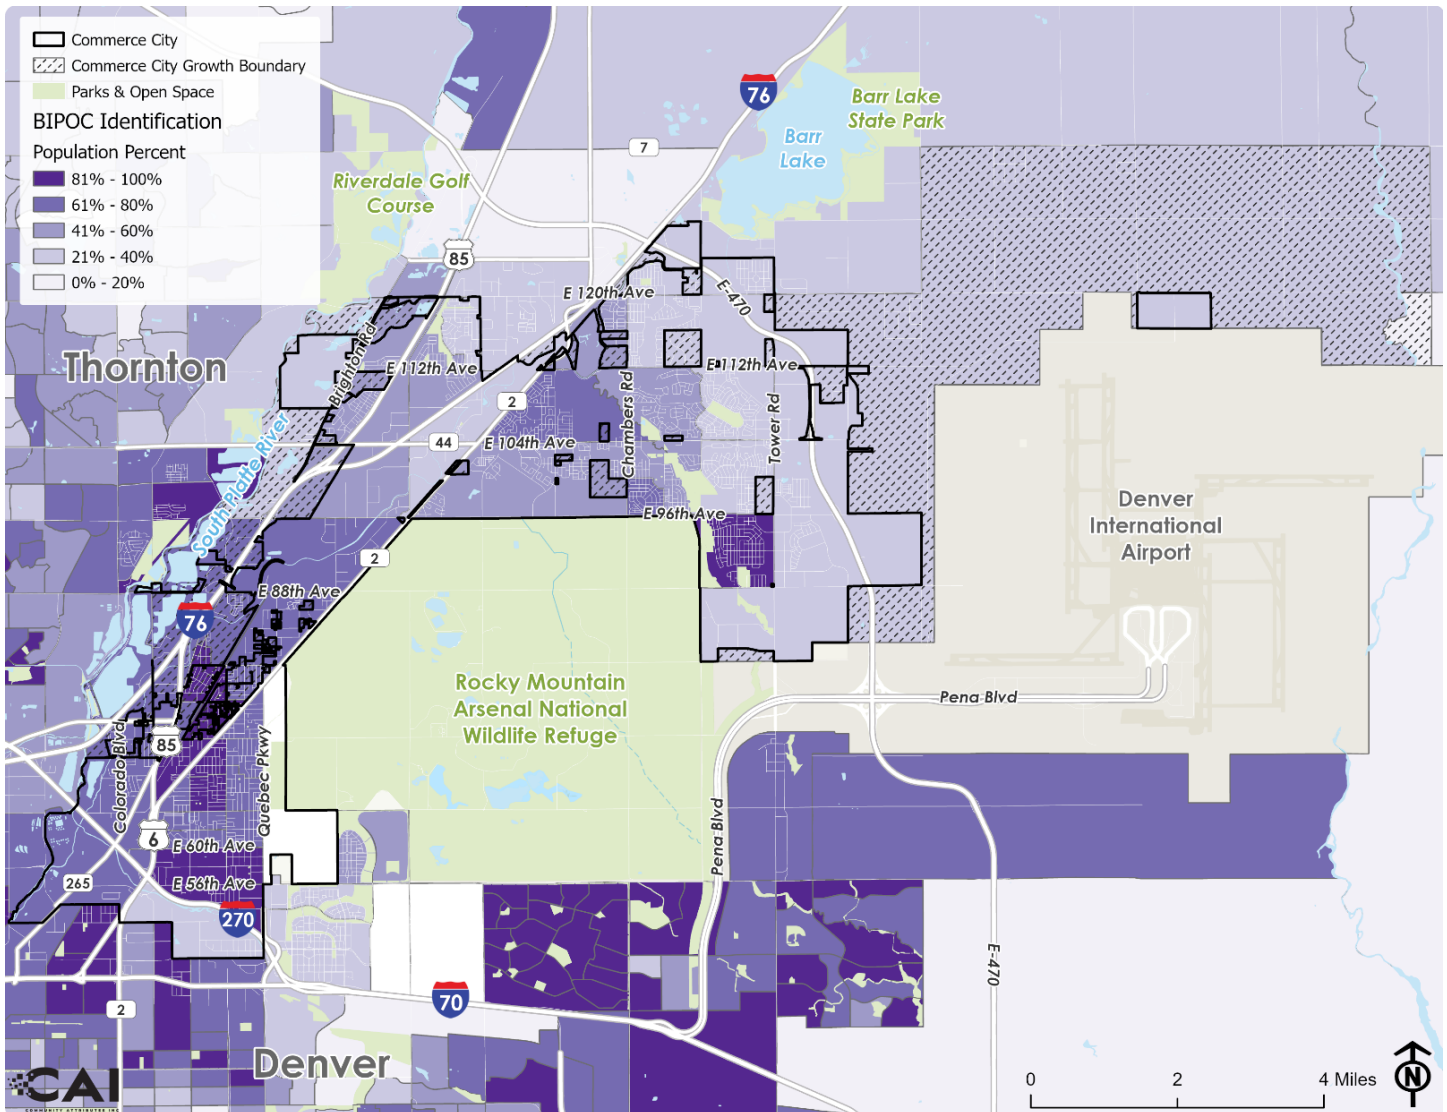 Commerce City
Commerce City Growth Boundary
Parks & Open Space
BIPOC Identification
Population Percent
81% - 100%
61% - 80%
41% - 60%
21% - 40%
0% - 20%
76
Barr Lake
State Park
Barr
Lake
7
Riverdale Golf
Course
85
E 120th Ave
E-470
Thornton
Brighton Rd
E 112th Ave
E 112th Ave
2
Chambers Rd
Tower Rd
44
E 104th Ave
South Platte River
E 96th Ave
Denver
International
Airport
2
E 88th Ave
76
Rocky Mountain
Arsenal National
Wildlife Refuge
Pena Blvd
85
Colorado Blvd
Quebec Pkwy
6
E 60th Ave
Pena Blvd
265
E 56th Ave
270
E-470
70
2
Denver
CAI
COMMUNITY ATTRIBUTES INC
0 2 4 Miles
N